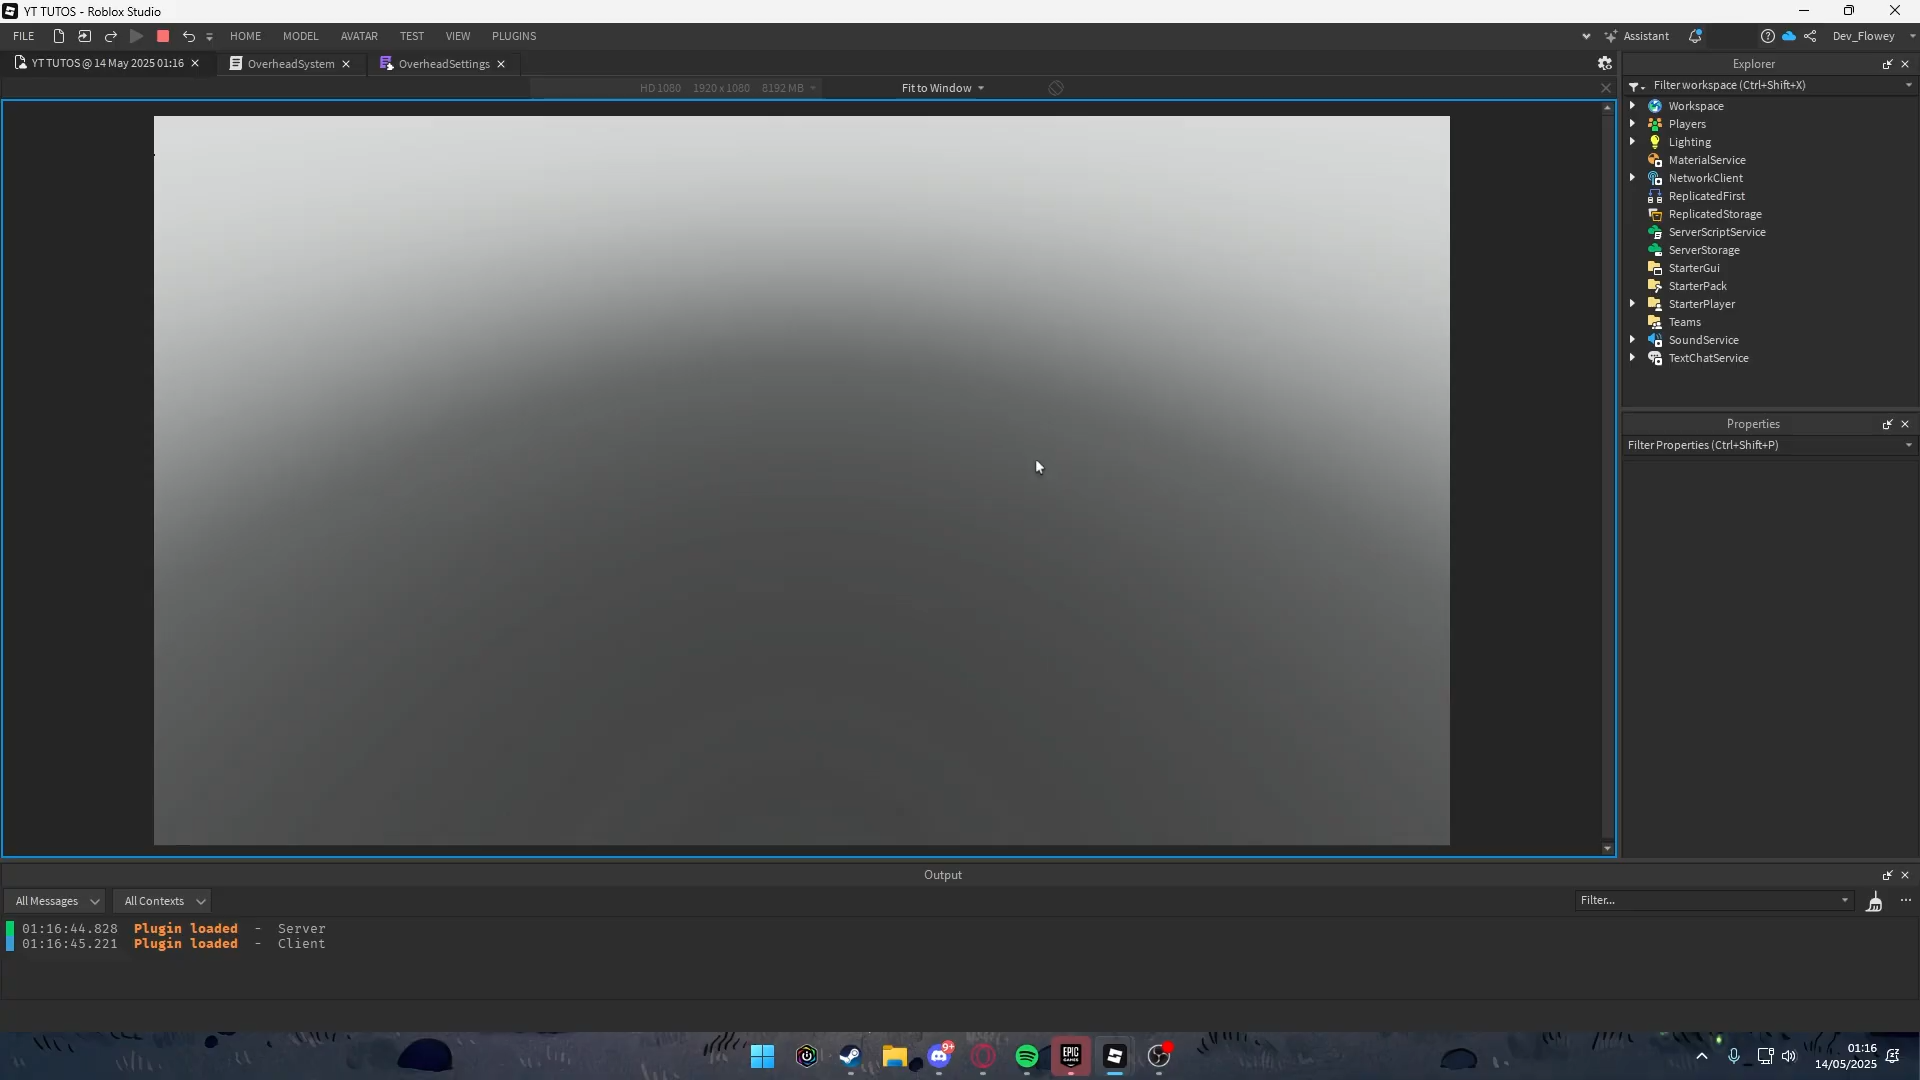 YT TUTOS - Roblox Studio
FILE HOME MODEL AVATAR TEST VIEW PLUGINS Assistant Dev_Flowey
YT TUTOS @ 14 May 2025 01:16 OverheadSystem OverheadSettings
HD 1080 1920 x 1080 8192 MB Fit to Window
Explorer
Filter workspace (Ctrl+Shift+X)
Workspace
Players
Lighting
MaterialService
NetworkClient
ReplicatedFirst
ReplicatedStorage
ServerScriptService
ServerStorage
StarterGui
StarterPack
StarterPlayer
Teams
SoundService
TextChatService
Properties
Filter Properties (Ctrl+Shift+P)
Output
All Messages All Contexts Filter...
01:16:44.828 Plugin loaded - Server
01:16:45.221 Plugin loaded - Client
9+
EPIC
GAMES
01:16
14/05/2025